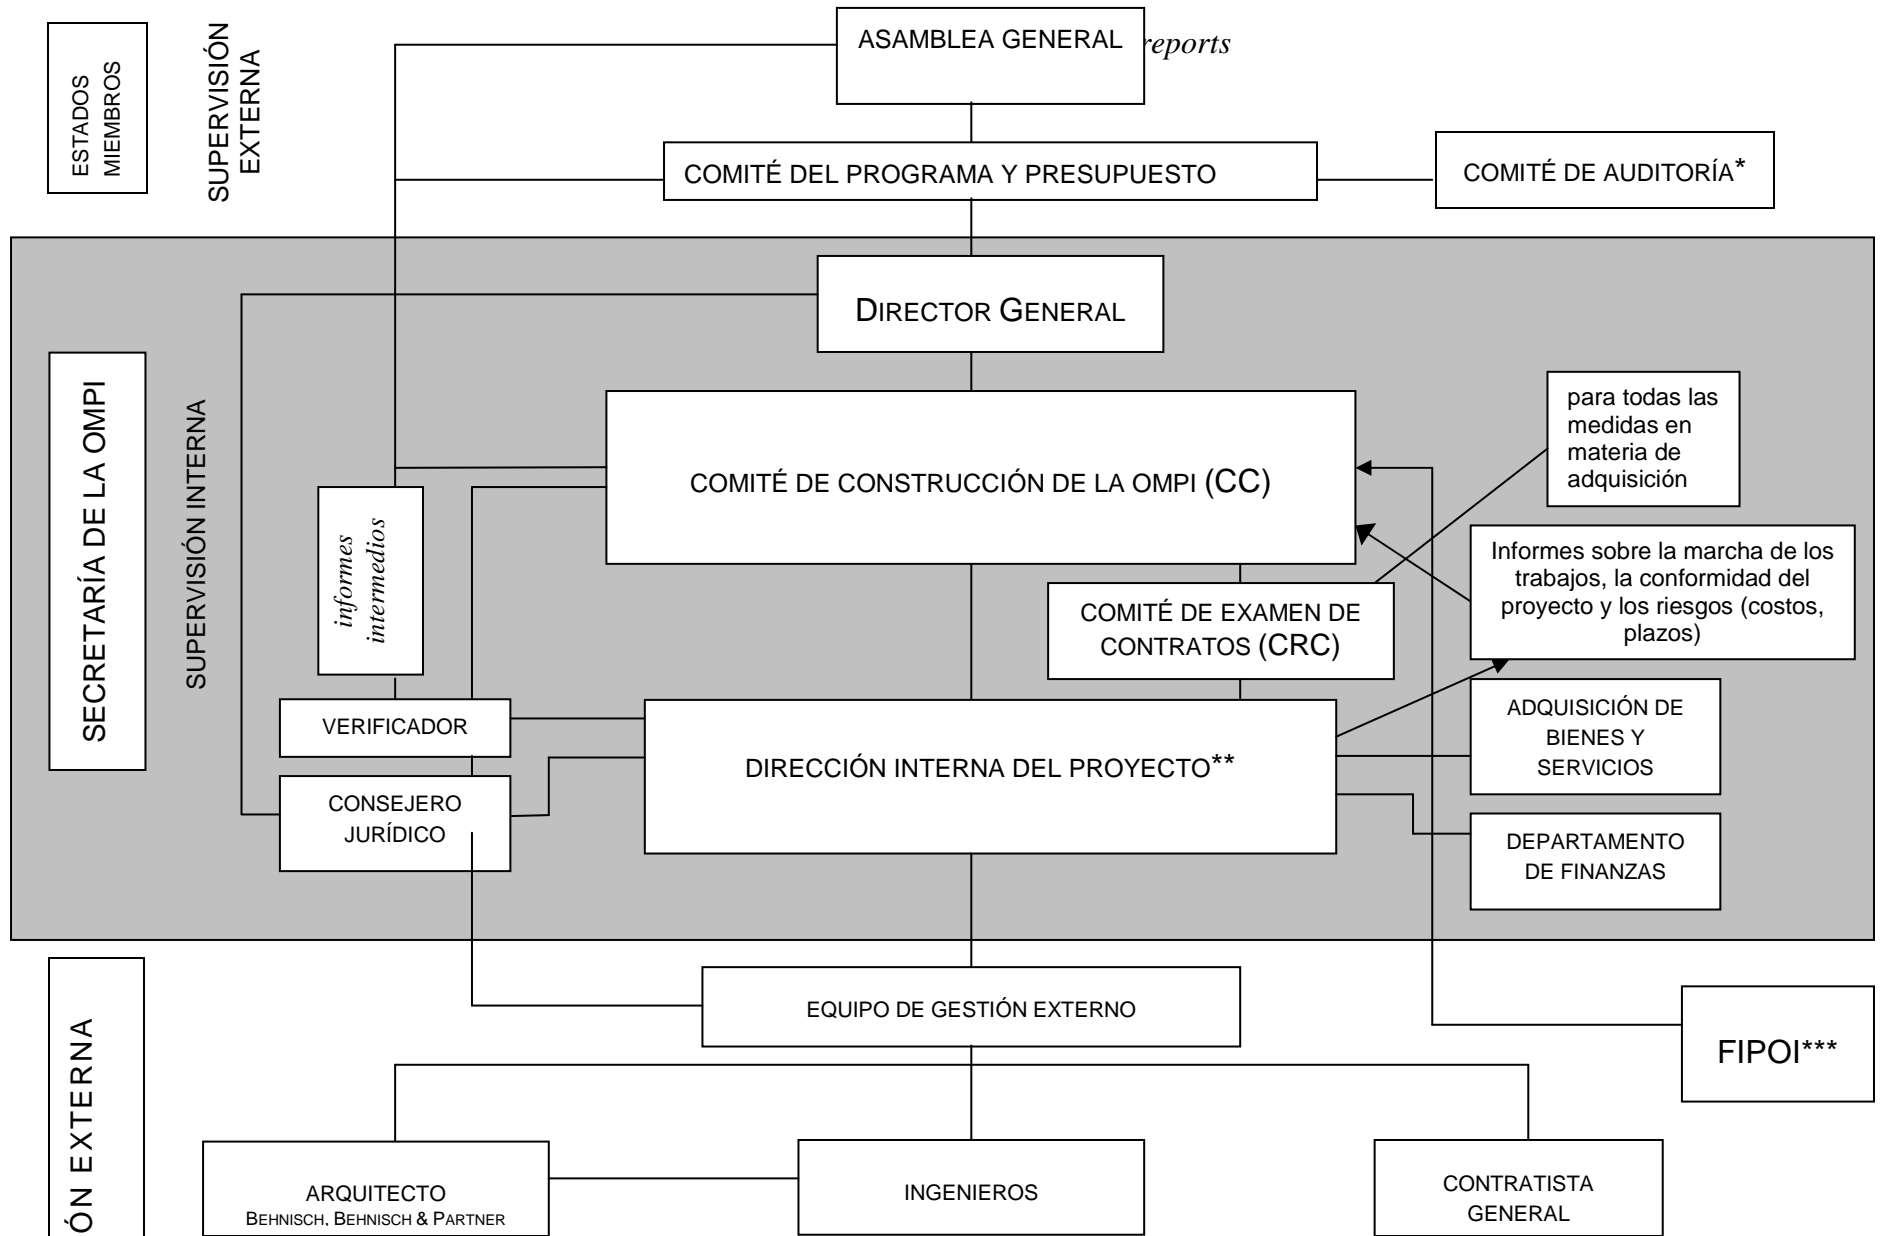 ASAMBLEA GENERAL
reports
ESTADOS
MIEMBROS
SUPERVISIÓN
EXTERNA
COMITÉ DEL PROGRAMA Y PRESUPUESTO
COMITÉ DE AUDITORÍA*
DIRECTOR GENERAL
SECRETARÍA DE LA OMPI
SUPERVISIÓN INTERNA
COMITÉ DE CONSTRUCCIÓN DE LA OMPI (CC)
para todas las
medidas en
materia de
adquisición
informes
intermedios
Informes sobre la marcha de los
trabajos, la conformidad del
proyecto y los riesgos (costos,
plazos)
COMITÉ DE EXAMEN DE
CONTRATOS (CRC)
VERIFICADOR
DIRECCIÓN INTERNA DEL PROYECTO**
ADQUISICIÓN DE
BIENES Y
SERVICIOS
CONSEJERO
JURÍDICO
DEPARTAMENTO
DE FINANZAS
ÓN EXTERNA
EQUIPO DE GESTIÓN EXTERNO
FIPOI***
ARQUITECTO
BEHNISCH, BEHNISCH & PARTNER
INGENIEROS
CONTRATISTA
GENERAL